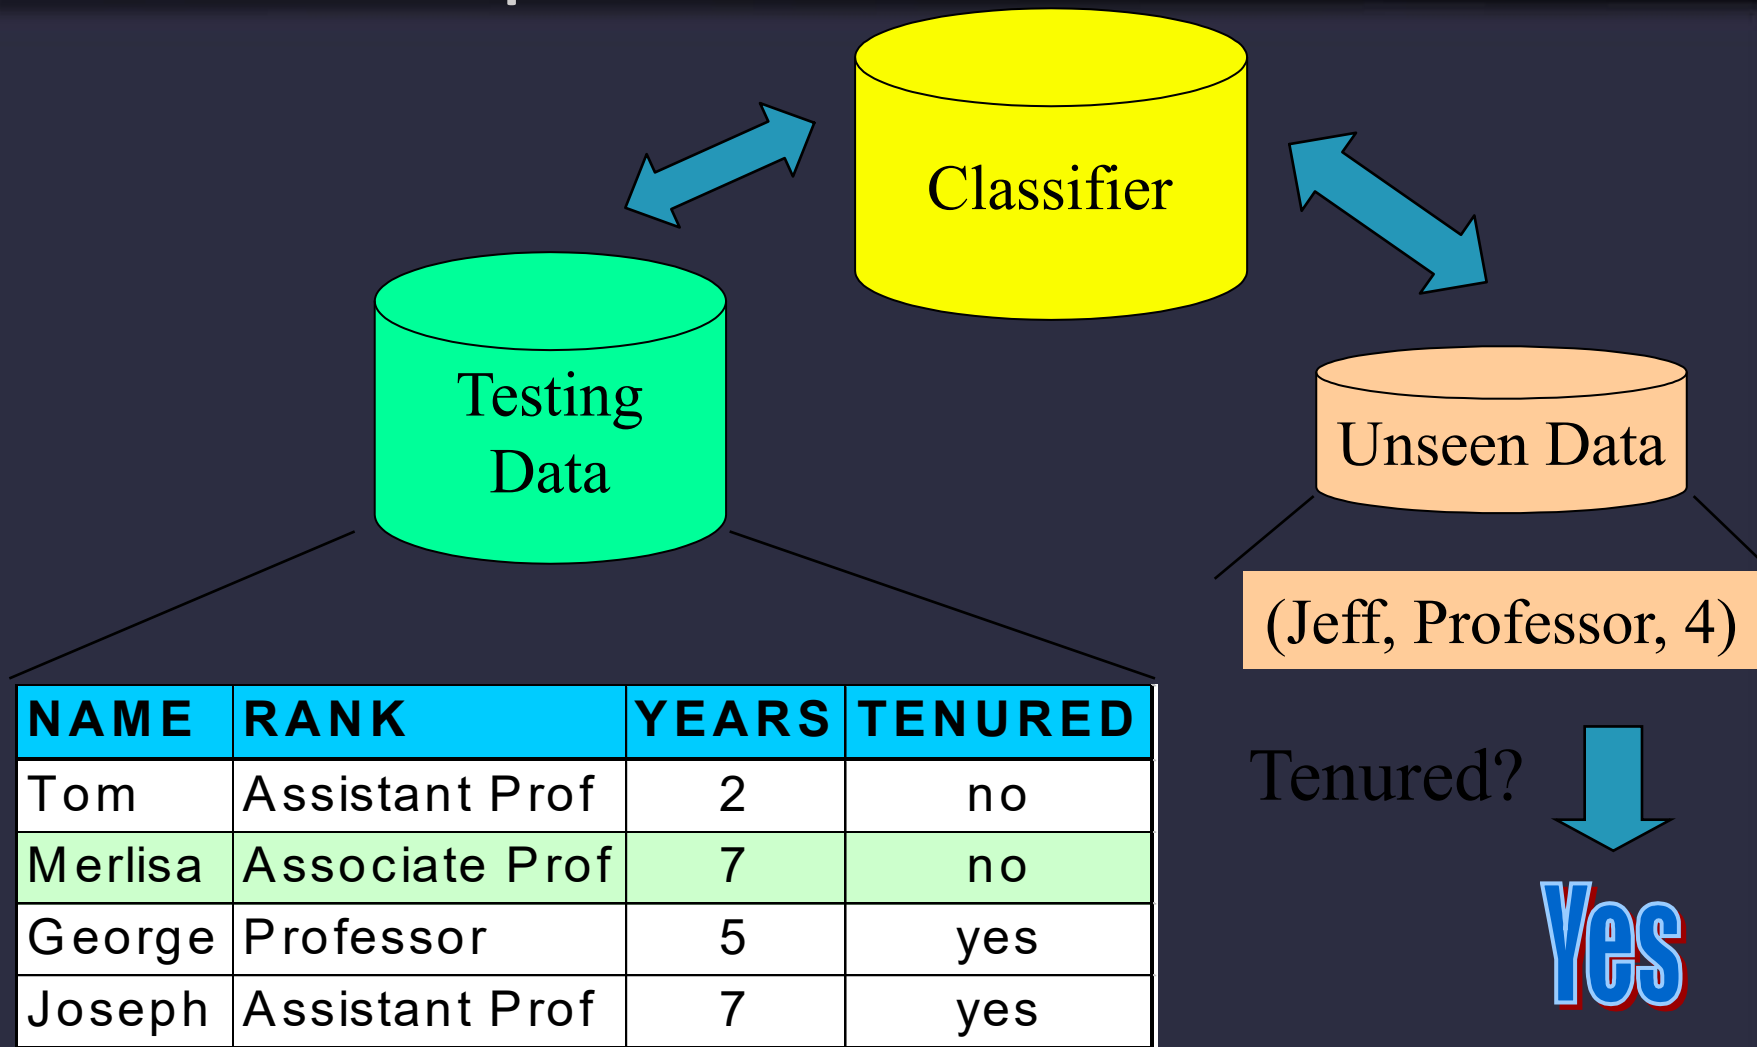 Classifier
Testing
Data
Unseen Data
(Jeff, Professor, 4)
NAME RANK YEARS TENURED
Tom Assistant Prof 2 no
Merlisa Associate Prof 7 no
George Professor 5 yes
Joseph Assistant Prof 7 yes
Tenured?
Yes